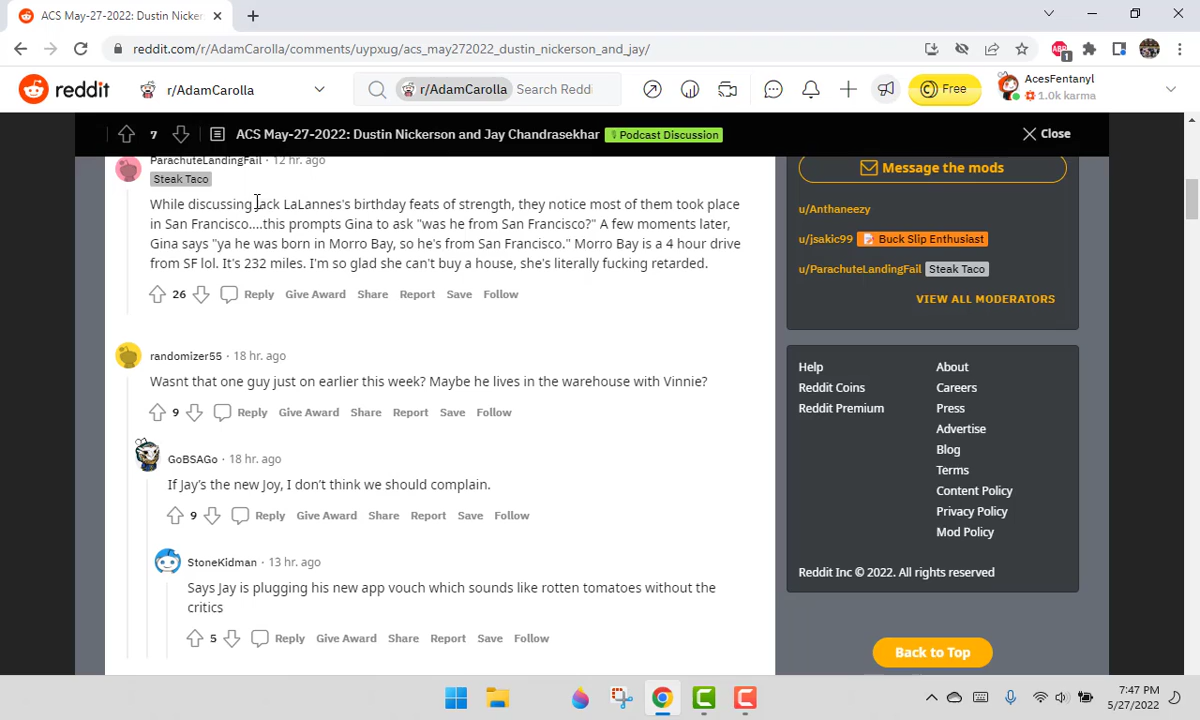 ACS May-27-2022: Dustin Nickerson
reddit.com/r/AdamCarolla/comments/uypxug/acs_may272022_dustin_nickerson_and_jay/
1
reddit
r/AdamCarolla
r/AdamCarolla Search Reddi
Free
AcesFentanyl
1.0k karma
7
ACS May-27-2022: Dustin Nickerson and Jay Chandrasekhar
Podcast Discussion
Close
ParachuteLandingFail · 12 hr. ago
Steak Taco
While discussing Jack LaLannes's birthday feats of strength, they notice most of them took place
in San Francisco....this prompts Gina to ask "was he from San Francisco?" A few moments later,
Gina says "ya he was born in Morro Bay, so he's from San Francisco." Morro Bay is a 4 hour drive
from SF lol. It's 232 miles. I'm so glad she can't buy a house, she's literally fucking retarded.
26 Reply Give Award Share Report Save Follow
randomizer55 · 18 hr. ago
Wasnt that one guy just on earlier this week? Maybe he lives in the warehouse with Vinnie?
9 Reply Give Award Share Report Save Follow
GoBSAGo · 18 hr. ago
If Jay's the new Joy, I don't think we should complain.
9 Reply Give Award Share Report Save Follow
StoneKidman · 13 hr. ago
Says Jay is plugging his new app vouch which sounds like rotten tomatoes without the
critics
5 Reply Give Award Share Report Save Follow
Message the mods
u/Anthaneezy
u/jsakic99 Buck Slip Enthusiast
u/ParachuteLandingFail Steak Taco
VIEW ALL MODERATORS
Help About
Reddit Coins Careers
Reddit Premium Press
Advertise
Blog
Terms
Content Policy
Privacy Policy
Mod Policy
Reddit Inc © 2022. All rights reserved
Back to Top
7:47 PM
5/27/2022